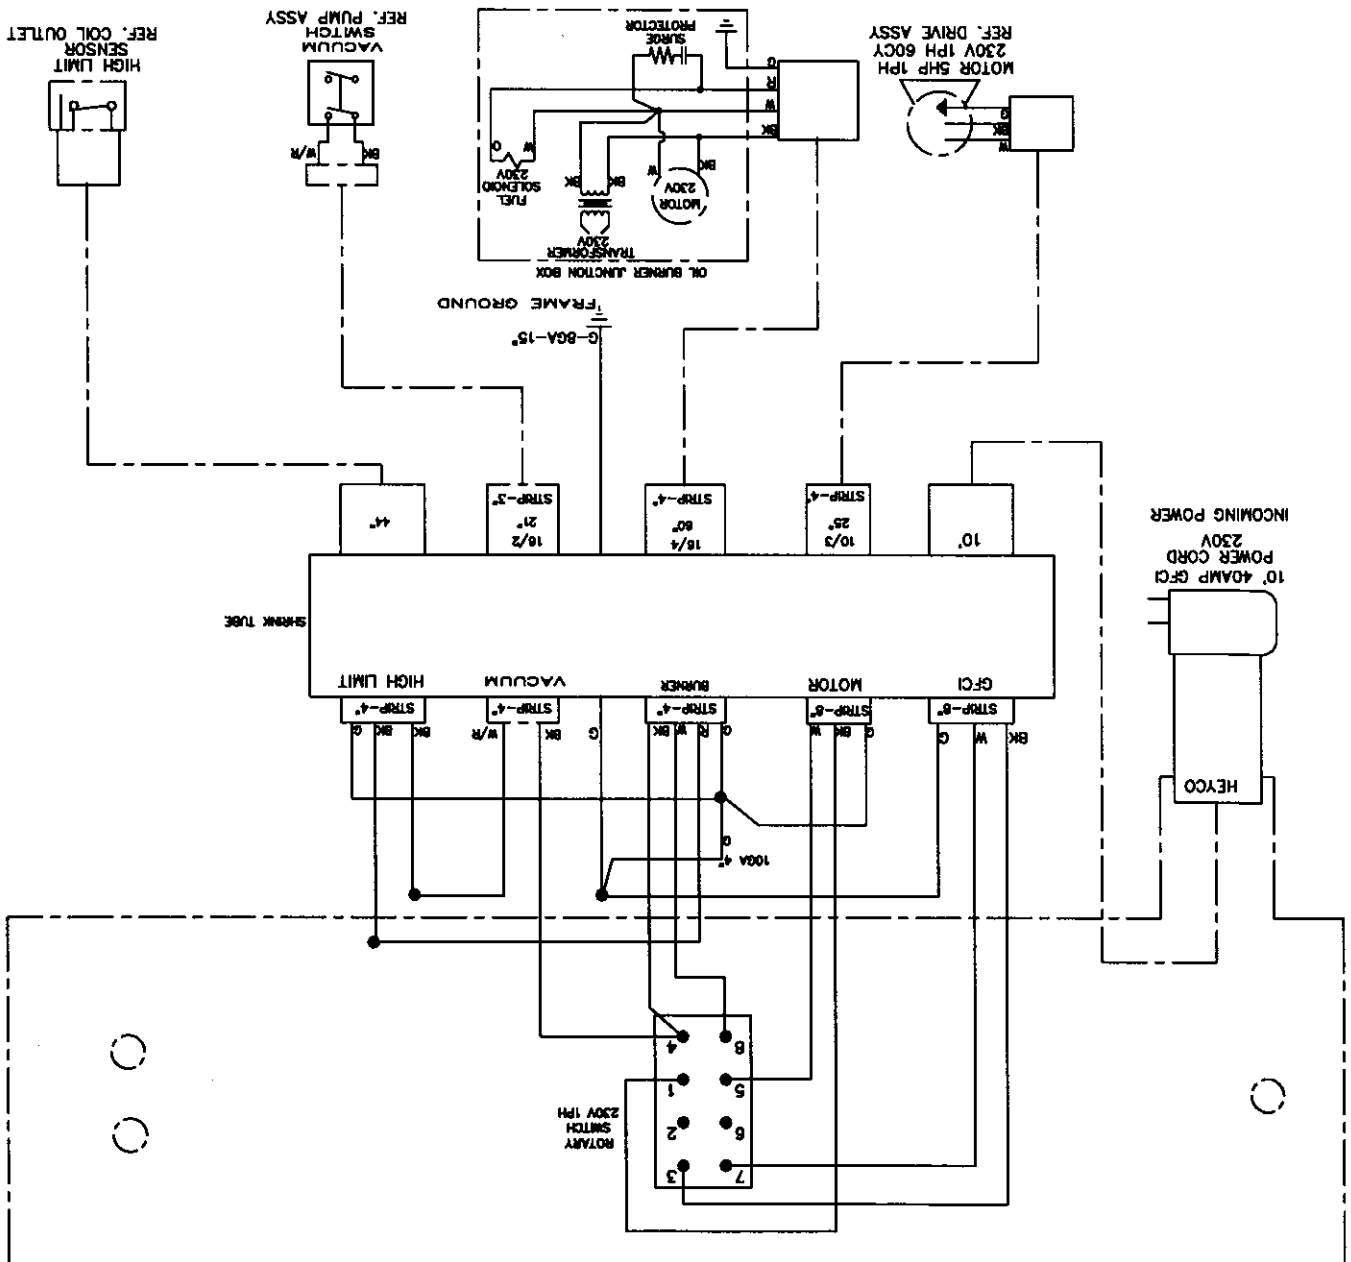 7 3
6 2
5 1
8 4
ROTARY
SWITCH
230V 1PH
10GA 4"
G
HEYCO
BK W G
G BK W
G R W BK
G
BK W/R
BK BK G
STRIP-6"
STRIP-6"
STRIP-4"
STRIP-4"
STRIP-4"
GFCI
MOTOR
BURNER
VACUUM
HIGH LIMIT
SHRINK TUBE
10' 40AMP GFCI
POWER CORD
230V
INCOMING POWER
10'
10/3
25"
STRIP-4"
16/4
60"
STRIP-4"
16/2
21"
STRIP-3"
44"
G-8GA-15"
FRAME GROUND
OIL BURNER JUNCTION BOX
TRANSFORMER
230V
MOTOR
230V
BK W
BK BK
FUEL
SOLENOID
230V
W O
BK
W
R
G
SURGE
PROTECTOR
W
BK
G
MOTOR 5HP 1PH
230V 1PH 60CY
REF. DRIVE ASSY
BK W/R
VACUUM
SWITCH
REF. PUMP ASSY
HIGH LIMIT
SENSOR
REF. COIL OUTLET